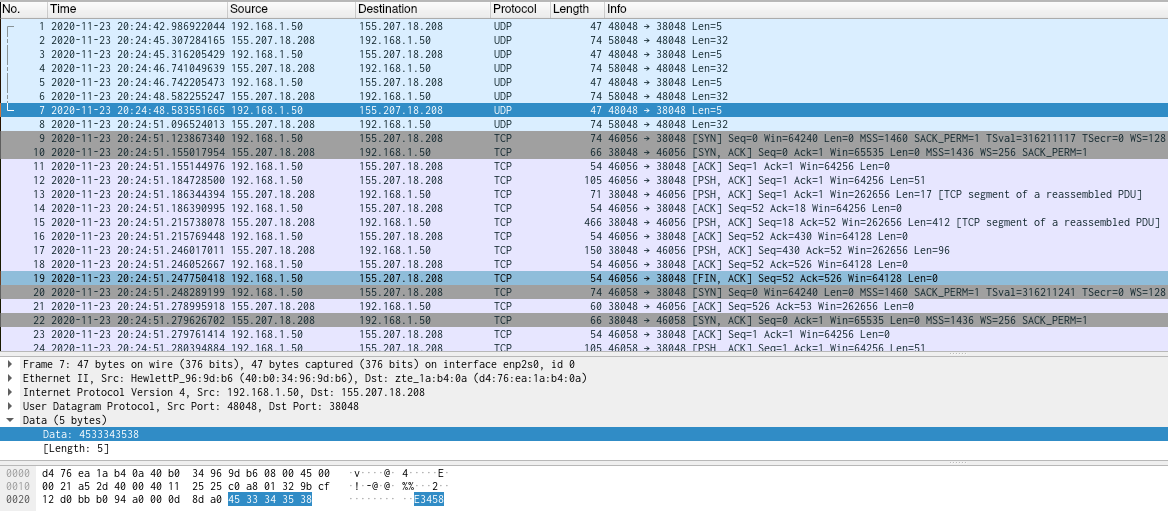 No. Time Source Destination Protocol Length Info
1 2020-11-23 20:24:42.986922044 192.168.1.50 155.207.18.208 UDP 47 48048 → 38048 Len=5
2 2020-11-23 20:24:45.307284165 155.207.18.208 192.168.1.50 UDP 74 58048 → 48048 Len=32
3 2020-11-23 20:24:45.316205429 192.168.1.50 155.207.18.208 UDP 47 48048 → 38048 Len=5
4 2020-11-23 20:24:46.741049639 155.207.18.208 192.168.1.50 UDP 74 58048 → 48048 Len=32
5 2020-11-23 20:24:46.742205473 192.168.1.50 155.207.18.208 UDP 47 48048 → 38048 Len=5
6 2020-11-23 20:24:48.582255247 155.207.18.208 192.168.1.50 UDP 74 58048 → 48048 Len=32
7 2020-11-23 20:24:48.583551665 192.168.1.50 155.207.18.208 UDP 47 48048 → 38048 Len=5
8 2020-11-23 20:24:51.096524013 155.207.18.208 192.168.1.50 UDP 74 58048 → 48048 Len=32
9 2020-11-23 20:24:51.123867340 192.168.1.50 155.207.18.208 TCP 74 46056 → 38048 [SYN] Seq=0 Win=64240 Len=0 MSS=1460 SACK_PERM=1 TSval=316211117 TSecr=0 WS=128
10 2020-11-23 20:24:51.155017954 155.207.18.208 192.168.1.50 TCP 66 38048 → 46056 [SYN, ACK] Seq=0 Ack=1 Win=65535 Len=0 MSS=1436 WS=256 SACK_PERM=1
11 2020-11-23 20:24:51.155144976 192.168.1.50 155.207.18.208 TCP 54 46056 → 38048 [ACK] Seq=1 Ack=1 Win=64256 Len=0
12 2020-11-23 20:24:51.184728500 192.168.1.50 155.207.18.208 TCP 105 46056 → 38048 [PSH, ACK] Seq=1 Ack=1 Win=64256 Len=51
13 2020-11-23 20:24:51.186344394 155.207.18.208 192.168.1.50 TCP 71 38048 → 46056 [PSH, ACK] Seq=1 Ack=1 Win=262656 Len=17 [TCP segment of a reassembled PDU]
14 2020-11-23 20:24:51.186390995 192.168.1.50 155.207.18.208 TCP 54 46056 → 38048 [ACK] Seq=52 Ack=18 Win=64256 Len=0
15 2020-11-23 20:24:51.215738078 155.207.18.208 192.168.1.50 TCP 466 38048 → 46056 [PSH, ACK] Seq=18 Ack=52 Win=262656 Len=412 [TCP segment of a reassembled PDU]
16 2020-11-23 20:24:51.215769448 192.168.1.50 155.207.18.208 TCP 54 46056 → 38048 [ACK] Seq=52 Ack=430 Win=64128 Len=0
17 2020-11-23 20:24:51.246017011 155.207.18.208 192.168.1.50 TCP 150 38048 → 46056 [PSH, ACK] Seq=430 Ack=52 Win=262656 Len=96
18 2020-11-23 20:24:51.246052667 192.168.1.50 155.207.18.208 TCP 54 46056 → 38048 [ACK] Seq=52 Ack=526 Win=64128 Len=0
19 2020-11-23 20:24:51.247750418 192.168.1.50 155.207.18.208 TCP 54 46056 → 38048 [FIN, ACK] Seq=52 Ack=526 Win=64128 Len=0
20 2020-11-23 20:24:51.248289199 192.168.1.50 155.207.18.208 TCP 74 46058 → 38048 [SYN] Seq=0 Win=64240 Len=0 MSS=1460 SACK_PERM=1 TSval=316211241 TSecr=0 WS=128
21 2020-11-23 20:24:51.278995918 155.207.18.208 192.168.1.50 TCP 60 38048 → 46056 [ACK] Seq=526 Ack=53 Win=262656 Len=0
22 2020-11-23 20:24:51.279626702 155.207.18.208 192.168.1.50 TCP 66 38048 → 46058 [SYN, ACK] Seq=0 Ack=1 Win=65535 Len=0 MSS=1436 WS=256 SACK_PERM=1
23 2020-11-23 20:24:51.279761414 192.168.1.50 155.207.18.208 TCP 54 46058 → 38048 [ACK] Seq=1 Ack=1 Win=64256 Len=0
24 2020-11-23 20:24:51.280394884 192.168.1.50 155.207.18.208 TCP 105 46058 → 38048 [PSH, ACK] Seq=1 Ack=1 Win=64256 Len=51
Frame 7: 47 bytes on wire (376 bits), 47 bytes captured (376 bits) on interface enp2s0, id 0
Ethernet II, Src: HewlettP_96:9d:b6 (40:b0:34:96:9d:b6), Dst: zte_1a:b4:0a (d4:76:ea:1a:b4:0a)
Internet Protocol Version 4, Src: 192.168.1.50, Dst: 155.207.18.208
User Datagram Protocol, Src Port: 48048, Dst Port: 38048
Data (5 bytes)
Data: 4533343538
[Length: 5]
0000 d4 76 ea 1a b4 0a 40 b0 34 96 9d b6 08 00 45 00 ·v····@· 4·····E·
0010 00 21 a5 2d 40 00 40 11 25 25 c0 a8 01 32 9b cf ·!·-@·@· %%···2··
0020 12 d0 bb b0 94 a0 00 0d 8d a0 45 33 34 35 38 ········ ··E3458